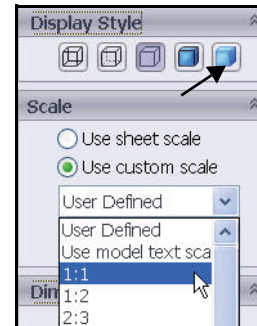 Display Style
Scale
Use sheet scale
Use custom scale
User Defined
User Defined
Use model text sca
1:1
Dim
1:2
2:3